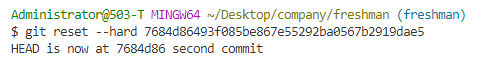 Administrator@503-T MINGW64 ~/Desktop/company/freshman (freshman)
$ git reset --hard 7684d86493f085be867e55292ba0567b2919dae5
HEAD is now at 7684d86 second commit